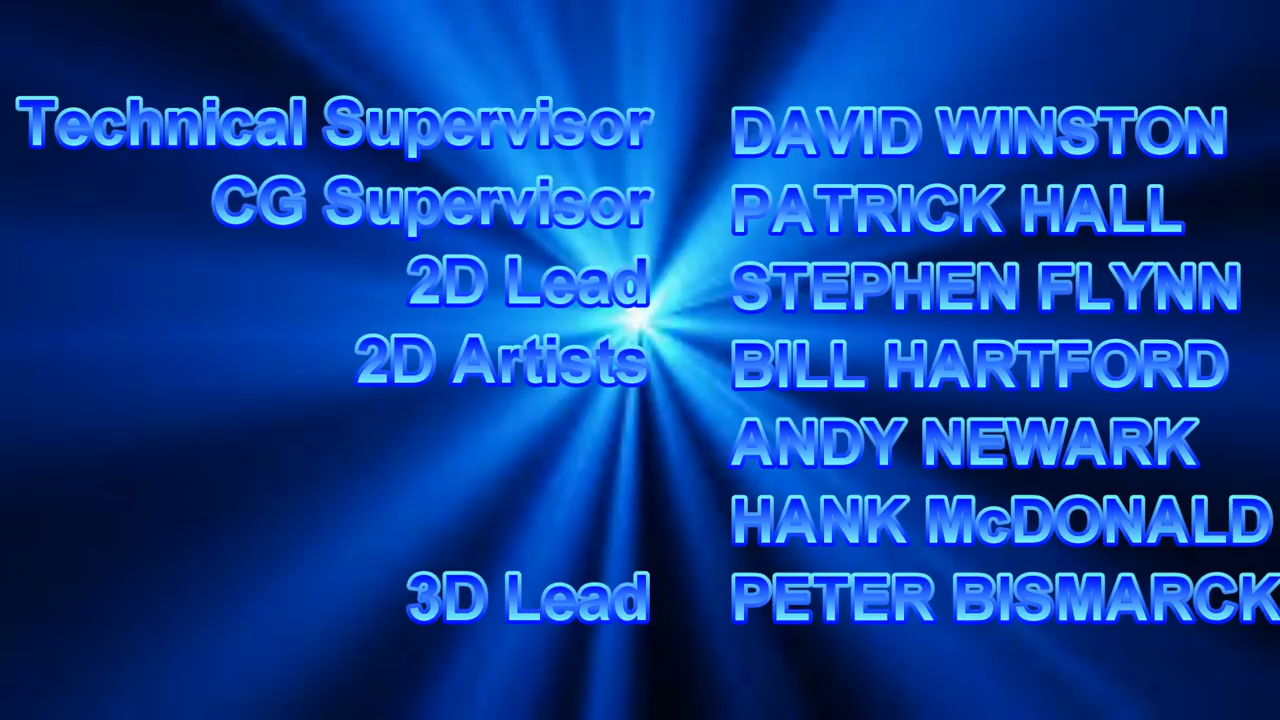 Technical Supervisor DAVID WINSTON
CG Supervisor PATRICK HALL
2D Lead STEPHEN FLYNN
2D Artists BILL HARTFORD
ANDY NEWARK
HANK McDONALD
3D Lead PETER BISMARCK